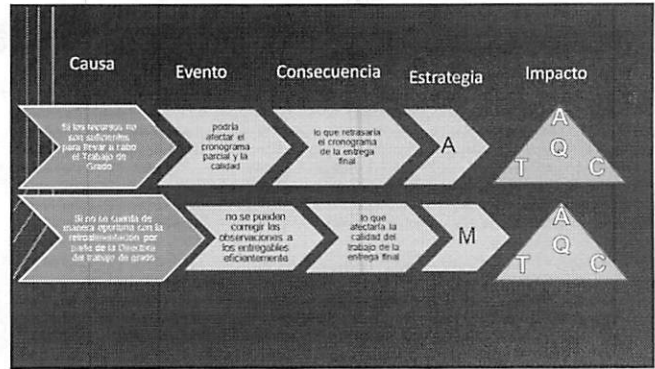 Causa
Evento
Consecuencia
Estrategia
Impacto
Si los recursos no
son suficientes
para llevar a cabo
el Trabajo de
Grado
podría
afectar el
cronograma
parcial y la
calidad
lo que retrasaría
el cronograma
de la entrega
final
A
A
Q
T
C
Si no se cuenta de
manera oportuna con la
retroalimentación por
parte de la Directora
del trabajo de grado
no se pueden
corregir las
observaciones a
los entregables
eficientemente
lo que
afectaría la
calidad del
trabajo de la
entrega final
M
A
Q
T
C